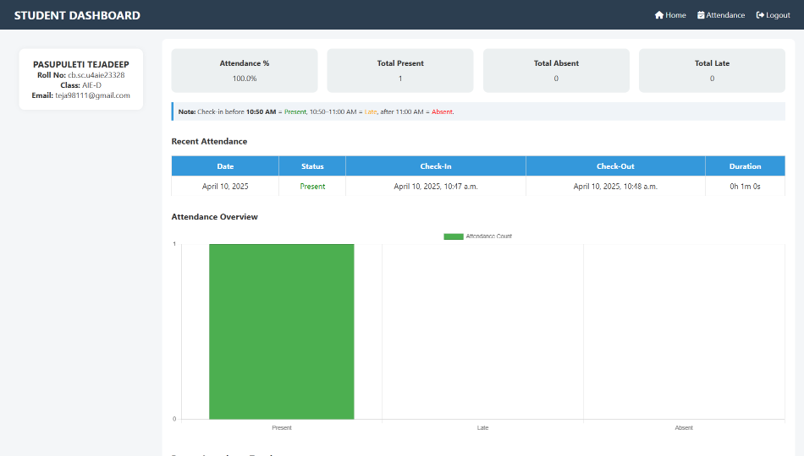 STUDENT DASHBOARD
Home Attendance Logout
PASUPULETI TEJADEEP
Roll No: cb.sc.u4aie23328
Class: AIE-D
Email: teja98111@gmail.com
Attendance % Total Present Total Absent Total Late
100.0% 1 0 0
Note: Check-in before 10:50 AM = Present, 10:50-11:00 AM = Late, after 11:00 AM = Absent.
Recent Attendance
Date Status Check-In Check-Out Duration
April 10, 2025 Present April 10, 2025, 10:47 a.m. April 10, 2025, 10:48 a.m. 0h 1m 0s
Attendance Overview
Attendance Count
1
0
Present Late Absent